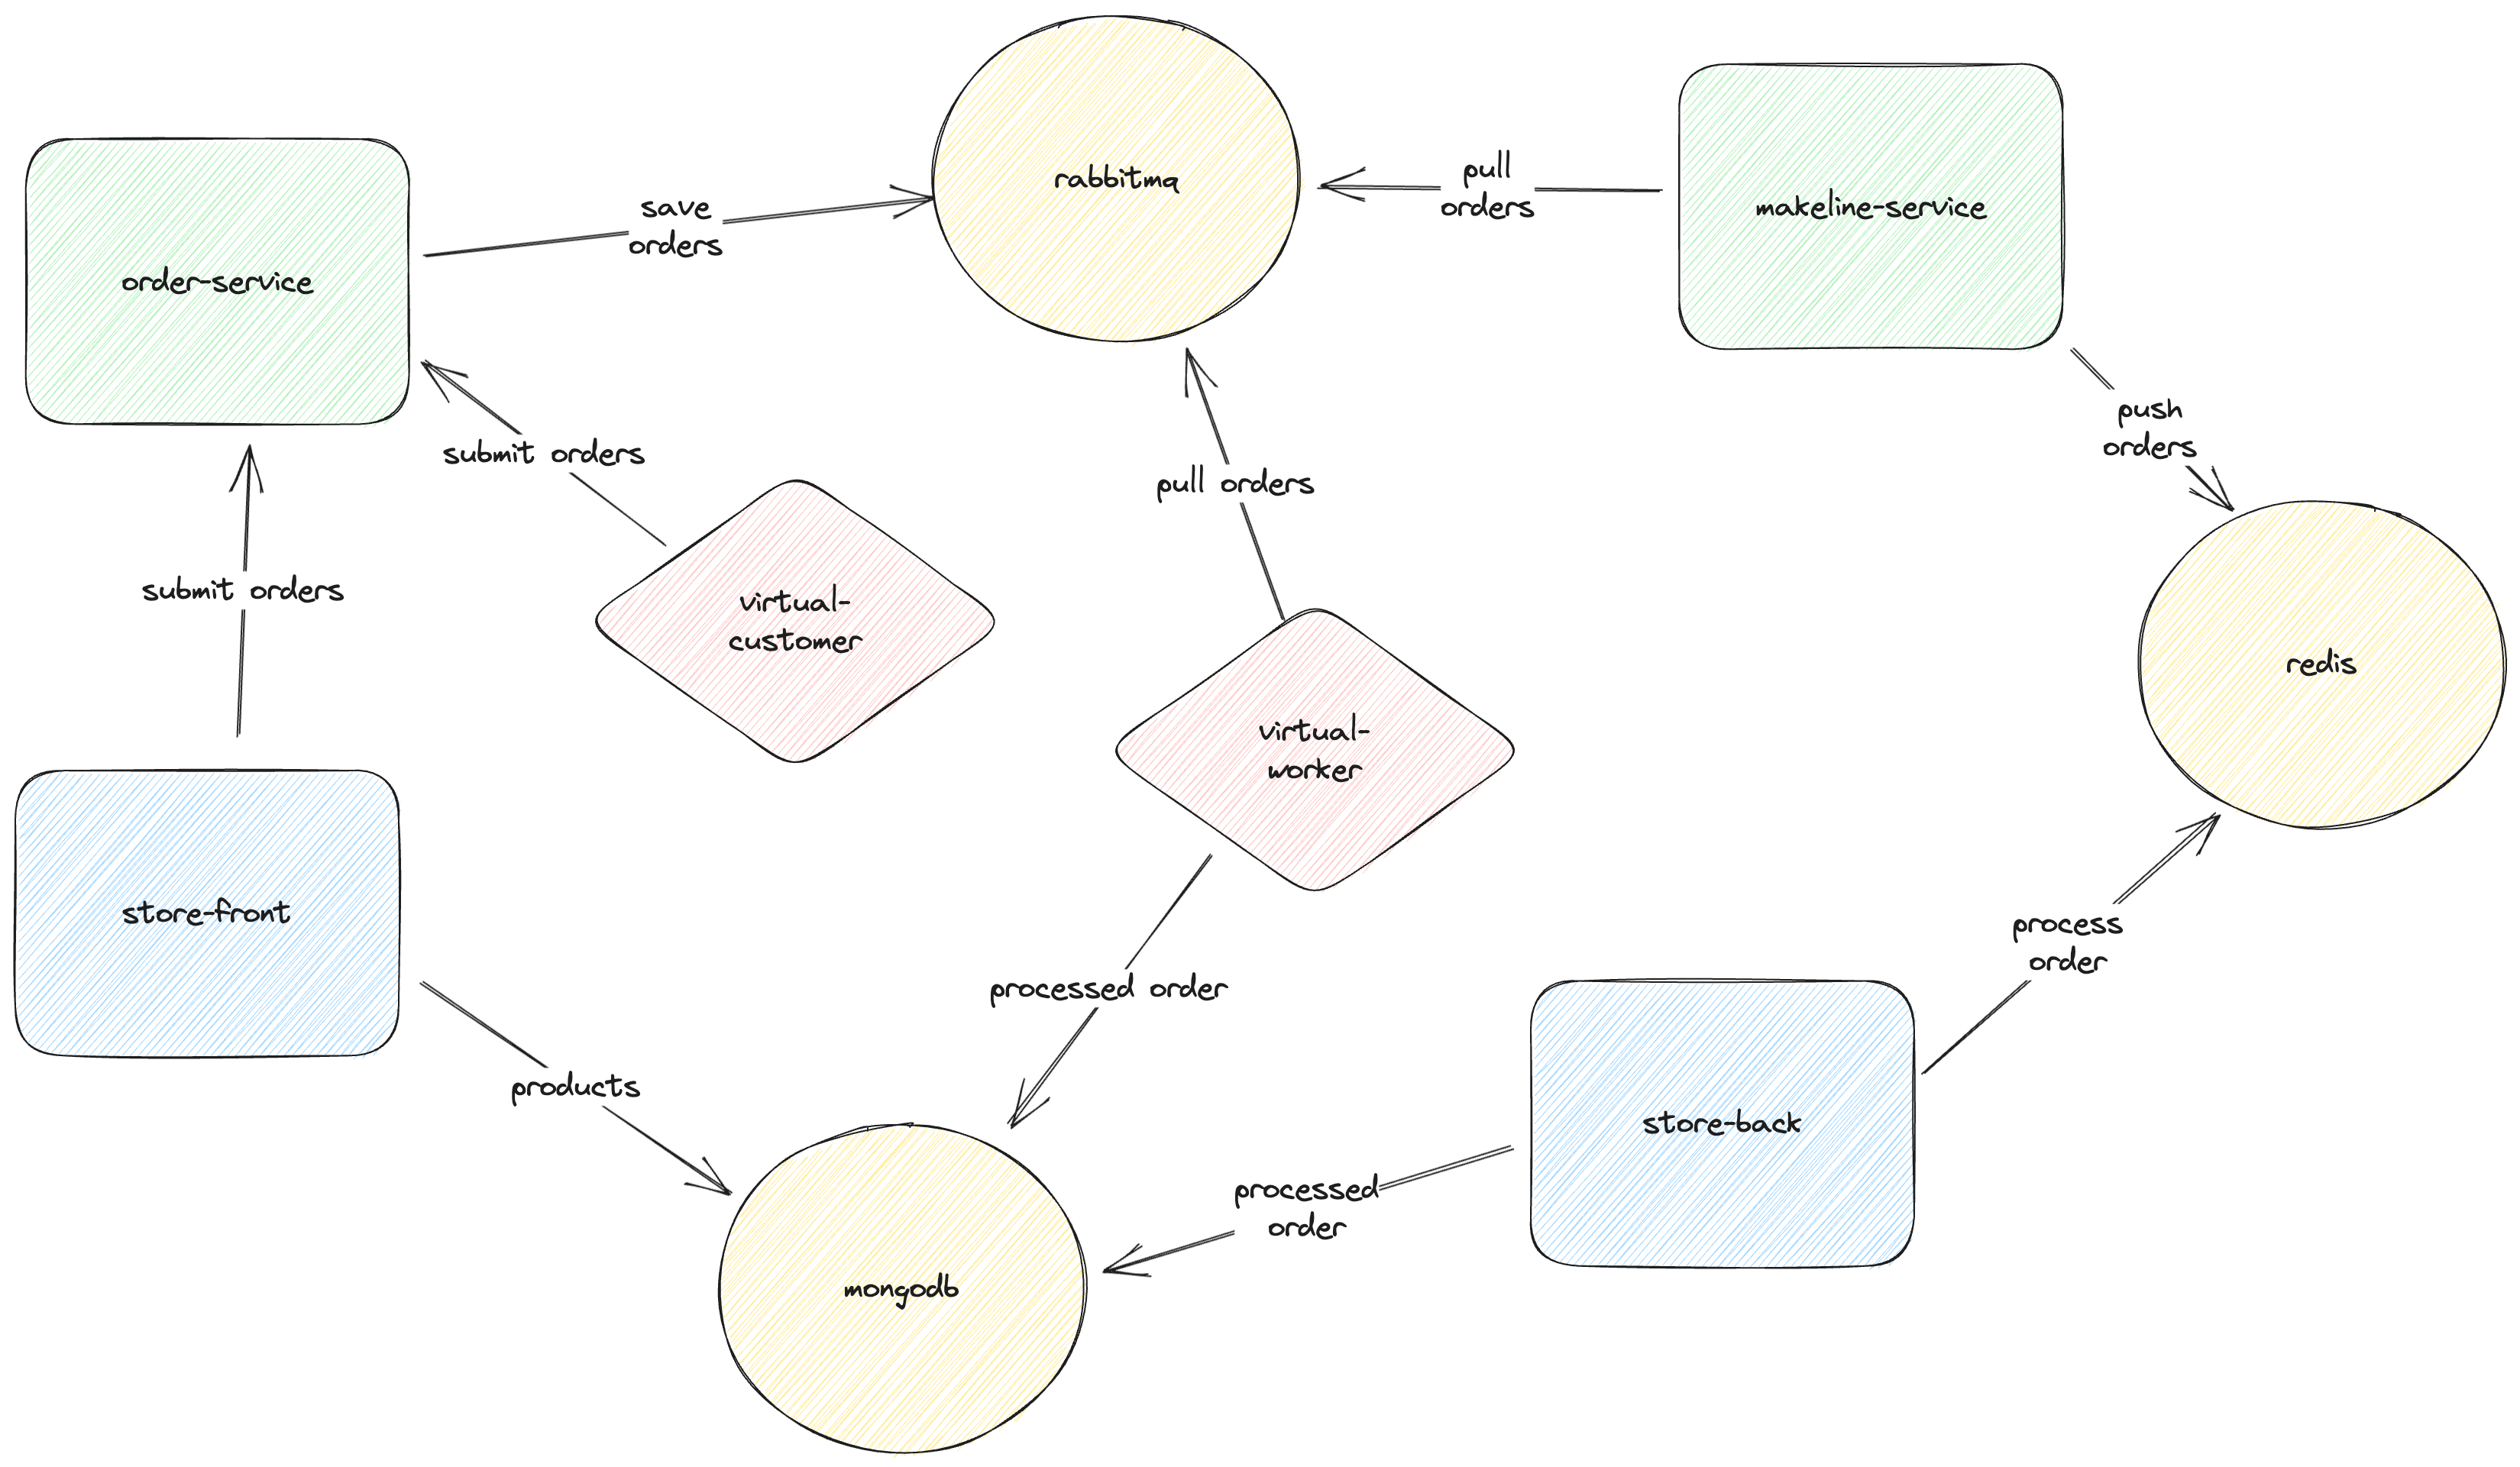 rabbitmq
pull
orders
makeline-service
save
orders
order-service
push
orders
submit orders
pull orders
submit orders
virtual-
customer
redis
virtual-
worker
store-front
process
order
processed order
products
store-back
processed
order
mongodb